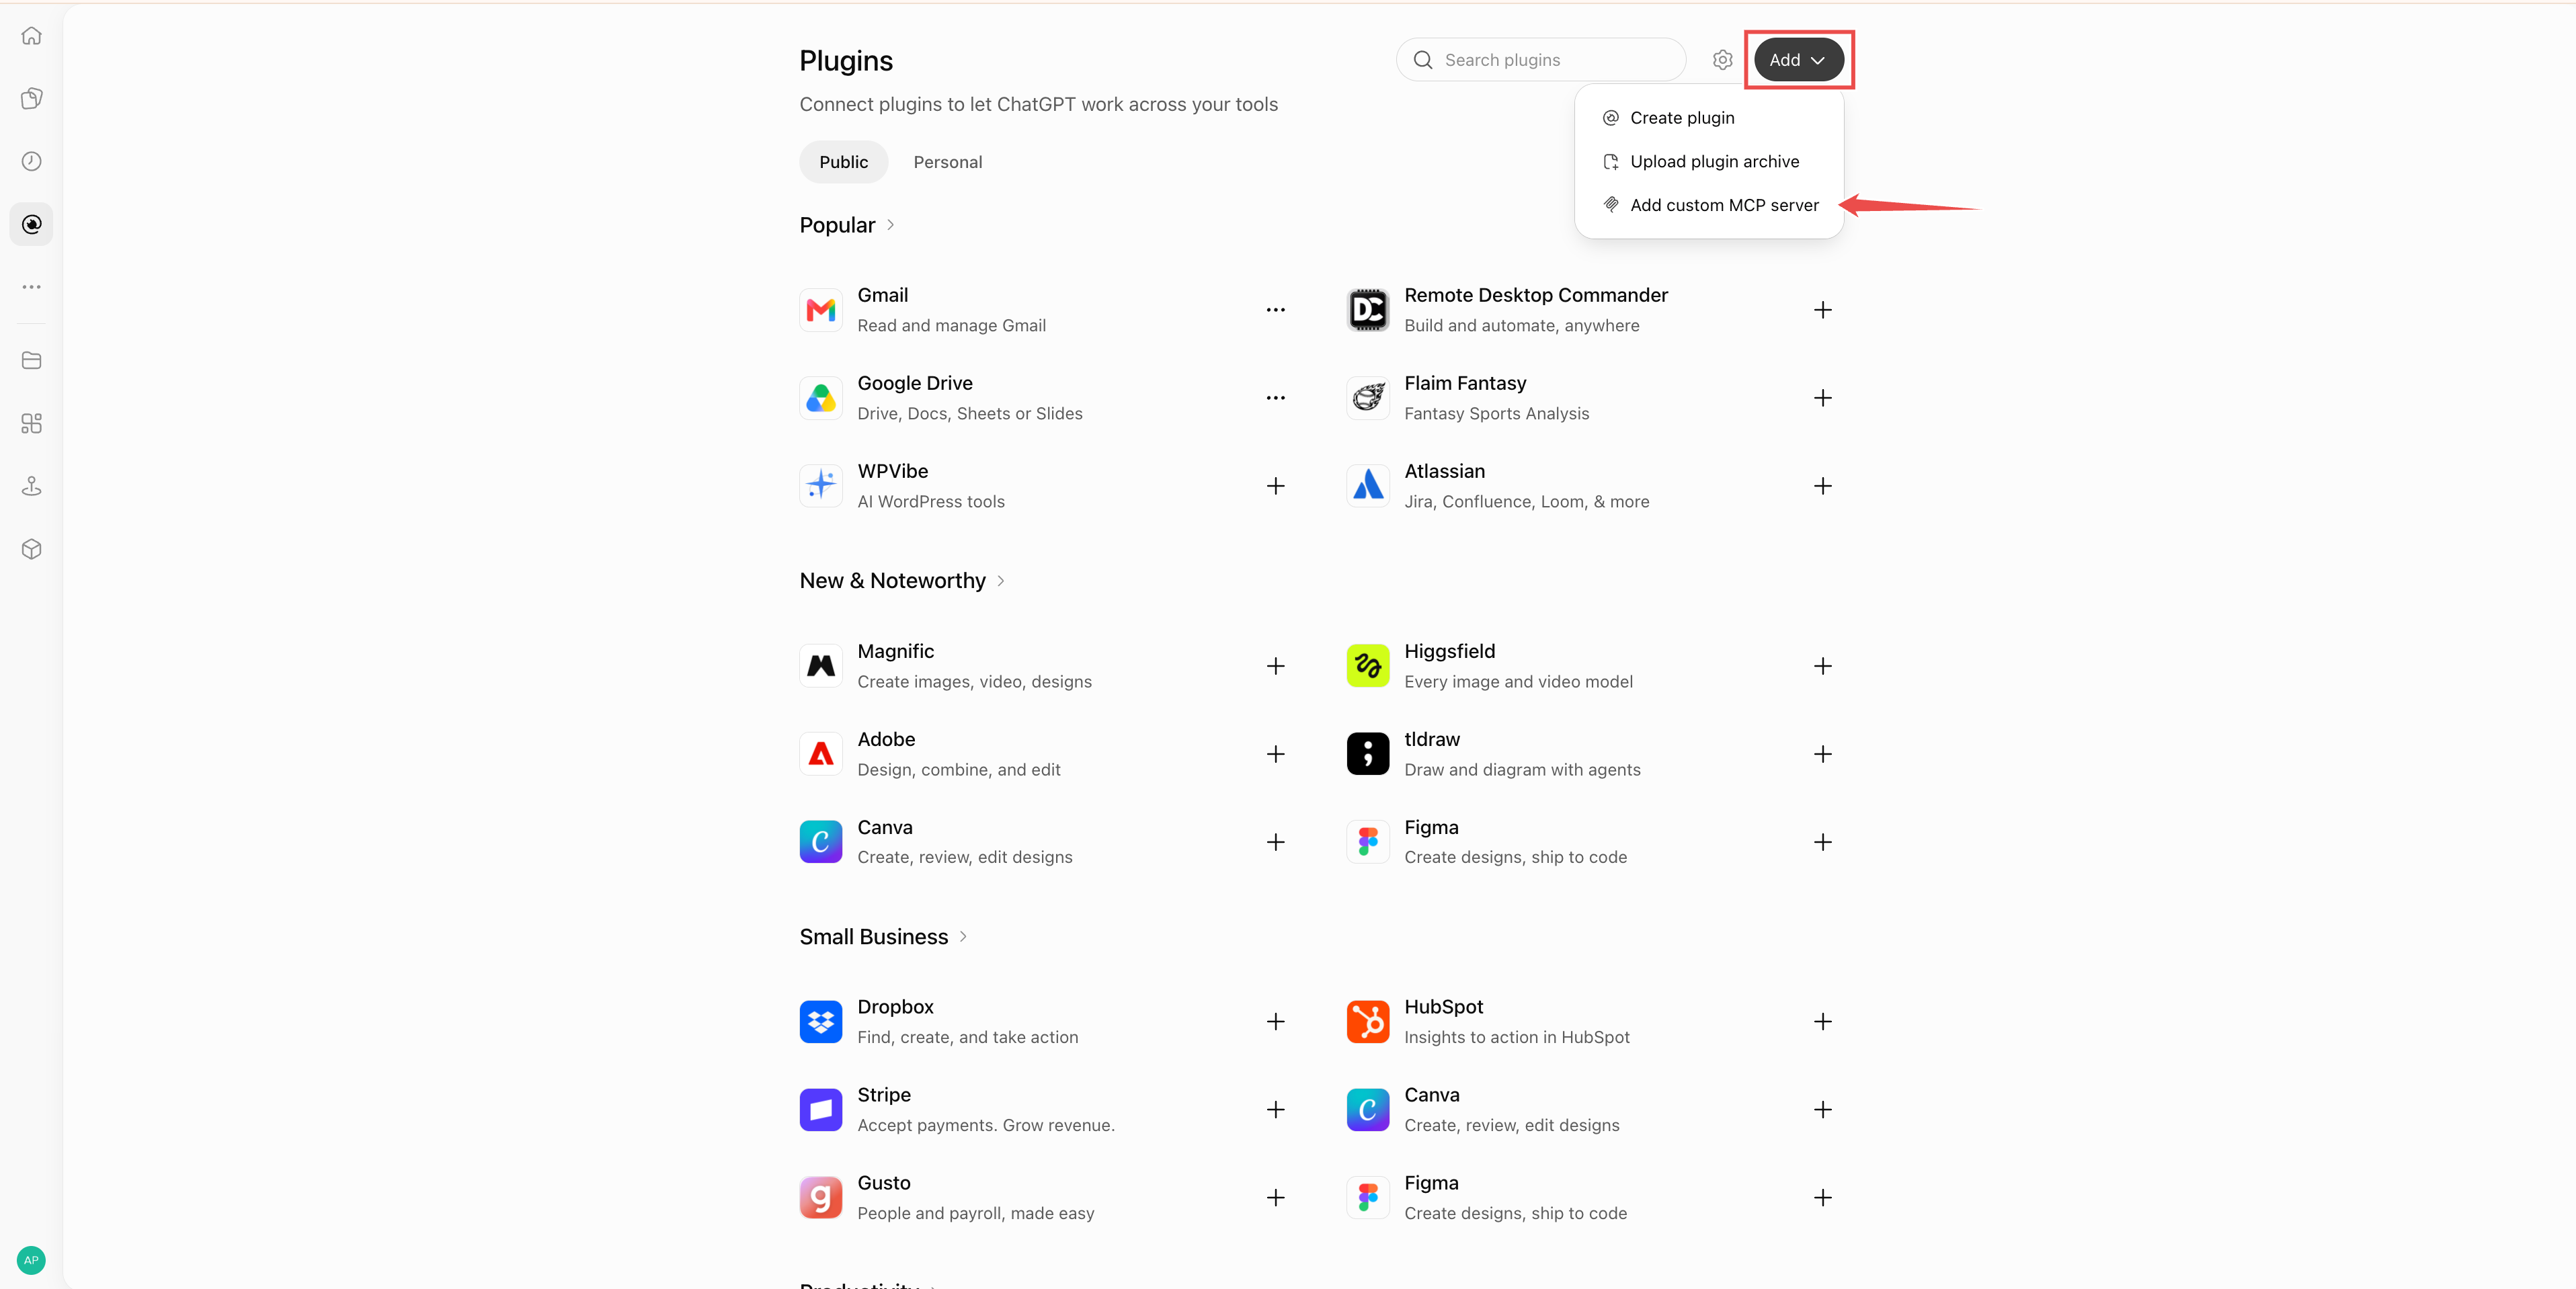 Plugins
Search plugins
Add
Connect plugins to let ChatGPT work across your tools
Create plugin
Upload plugin archive
Add custom MCP server
Public
Personal
Popular
Gmail
Read and manage Gmail
Remote Desktop Commander
Build and automate, anywhere
Google Drive
Drive, Docs, Sheets or Slides
Flaim Fantasy
Fantasy Sports Analysis
WPVibe
AI WordPress tools
Atlassian
Jira, Confluence, Loom, & more
New & Noteworthy
Magnific
Create images, video, designs
Higgsfield
Every image and video model
Adobe
Design, combine, and edit
tldraw
Draw and diagram with agents
Canva
Create, review, edit designs
Figma
Create designs, ship to code
Small Business
Dropbox
Find, create, and take action
HubSpot
Insights to action in HubSpot
Stripe
Accept payments. Grow revenue.
Canva
Create, review, edit designs
Gusto
People and payroll, made easy
Figma
Create designs, ship to code
AP
Productivity